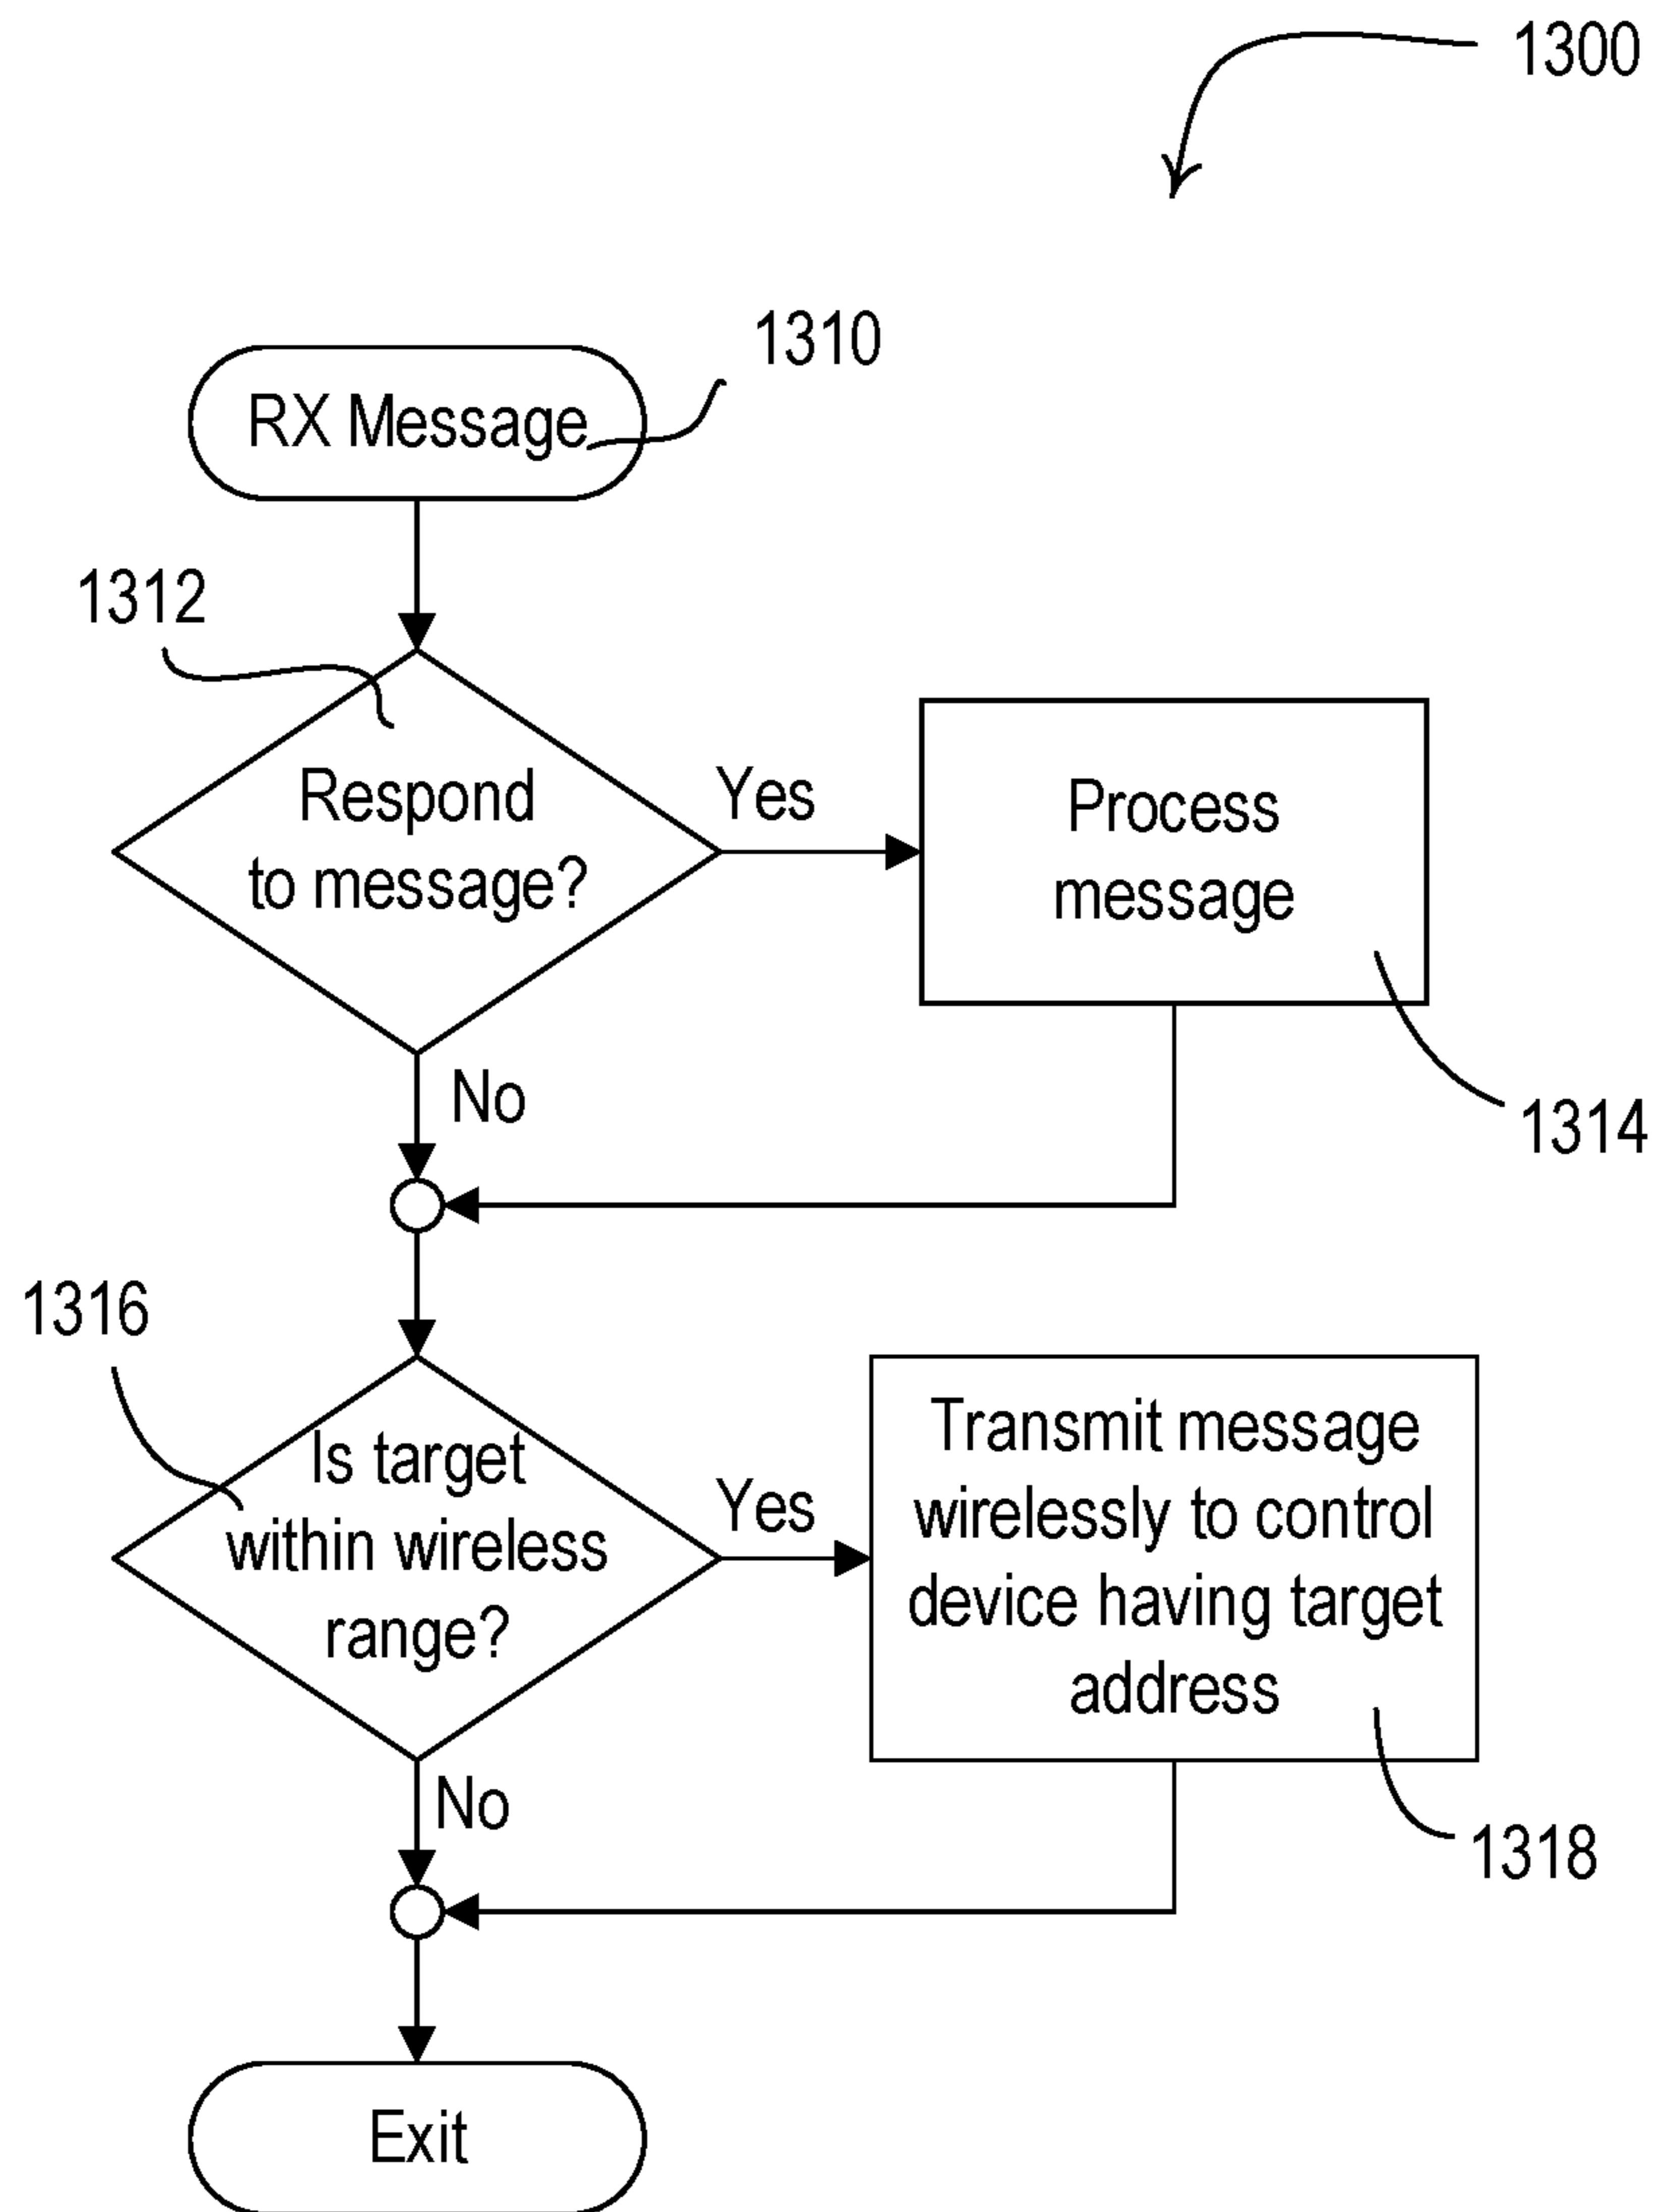 1300
1310
RX Message
1312
Respond
to message?
Yes
Process
message
1314
No
1316
Is target
within wireless
range?
Yes
Transmit message
wirelessly to control
device having target
address
1318
No
Exit